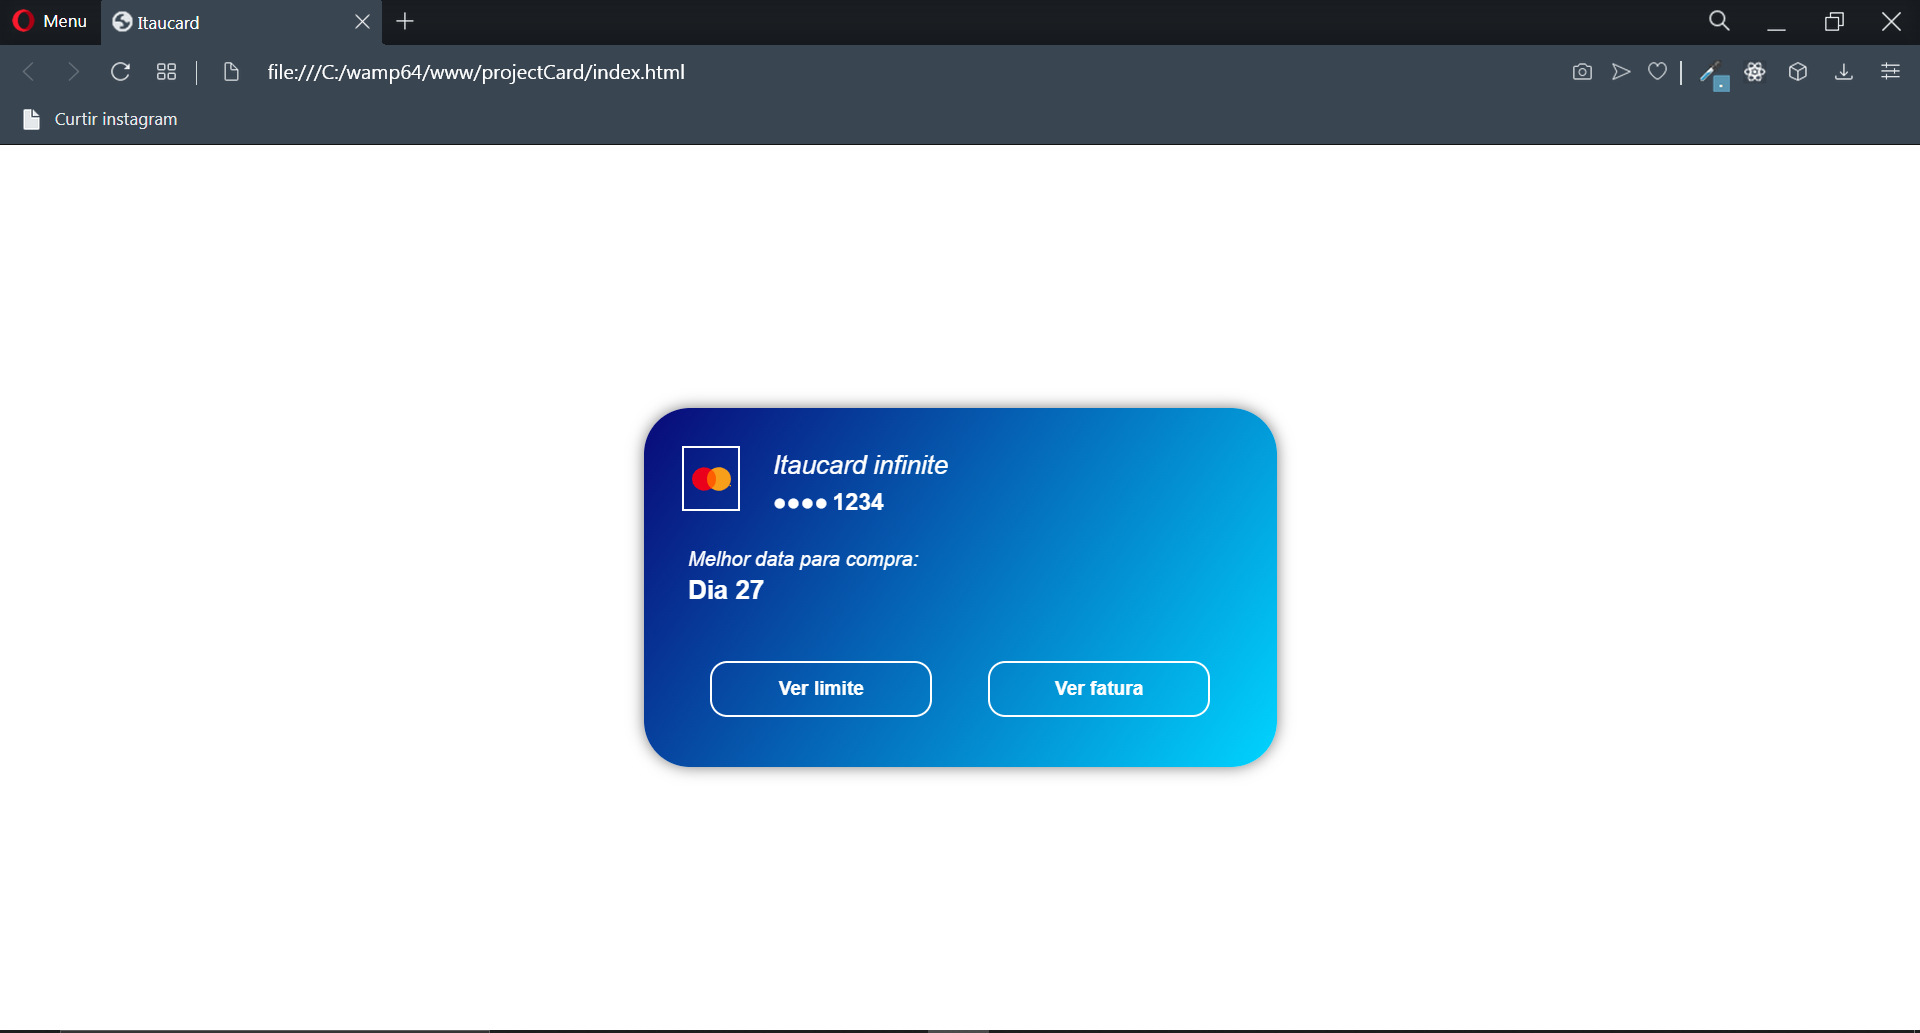 Menu
Itaucard
file:///C:/wamp64/www/projectCard/index.html
Curtir instagram
Itaucard infinite
●●●● 1234
Melhor data para compra:
Dia 27
Ver limite
Ver fatura